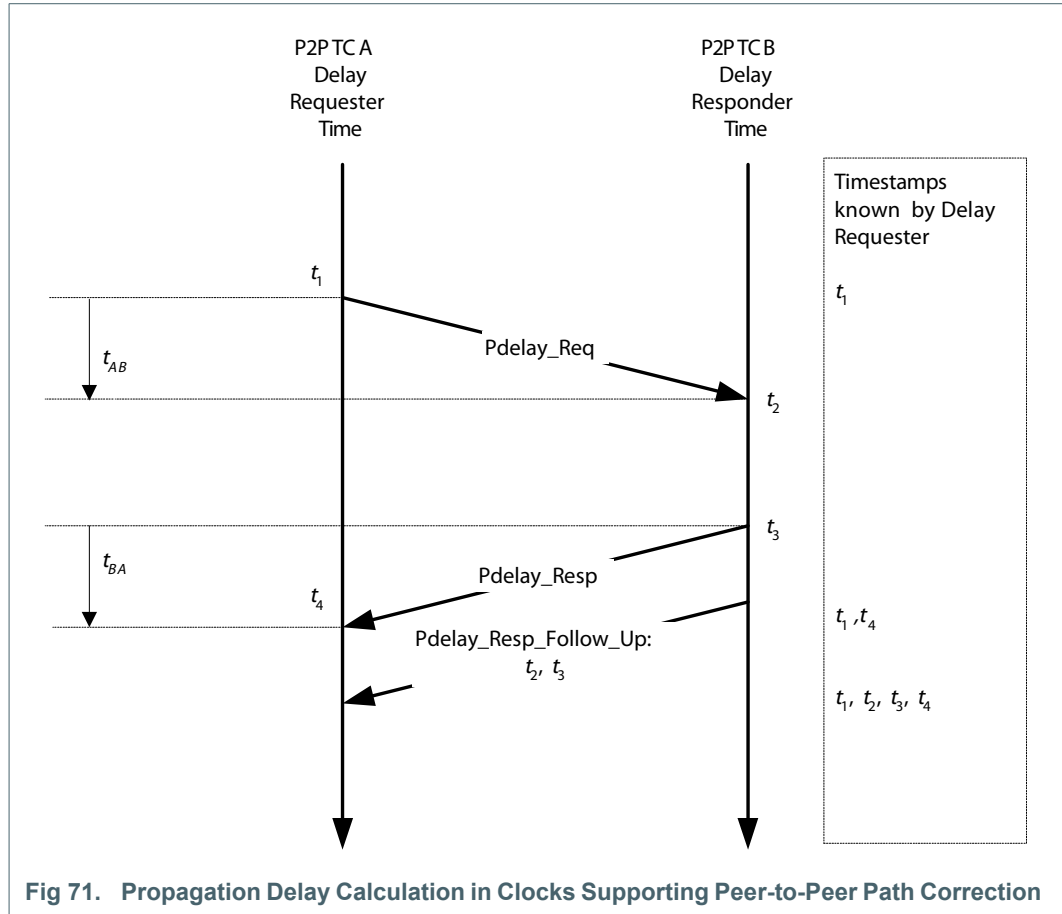 P2P TC A
Delay
Requester
Time
P2P TC B
Delay
Responder
Time
Timestamps
known by Delay
Requester
t1
t1
Pdelay_Req
tAB
t2
t3
tBA
Pdelay_Resp
t4
t1 ,t4
Pdelay_Resp_Follow_Up:
t2, t3
t1, t2, t3, t4
Fig 71. Propagation Delay Calculation in Clocks Supporting Peer-to-Peer Path Correction